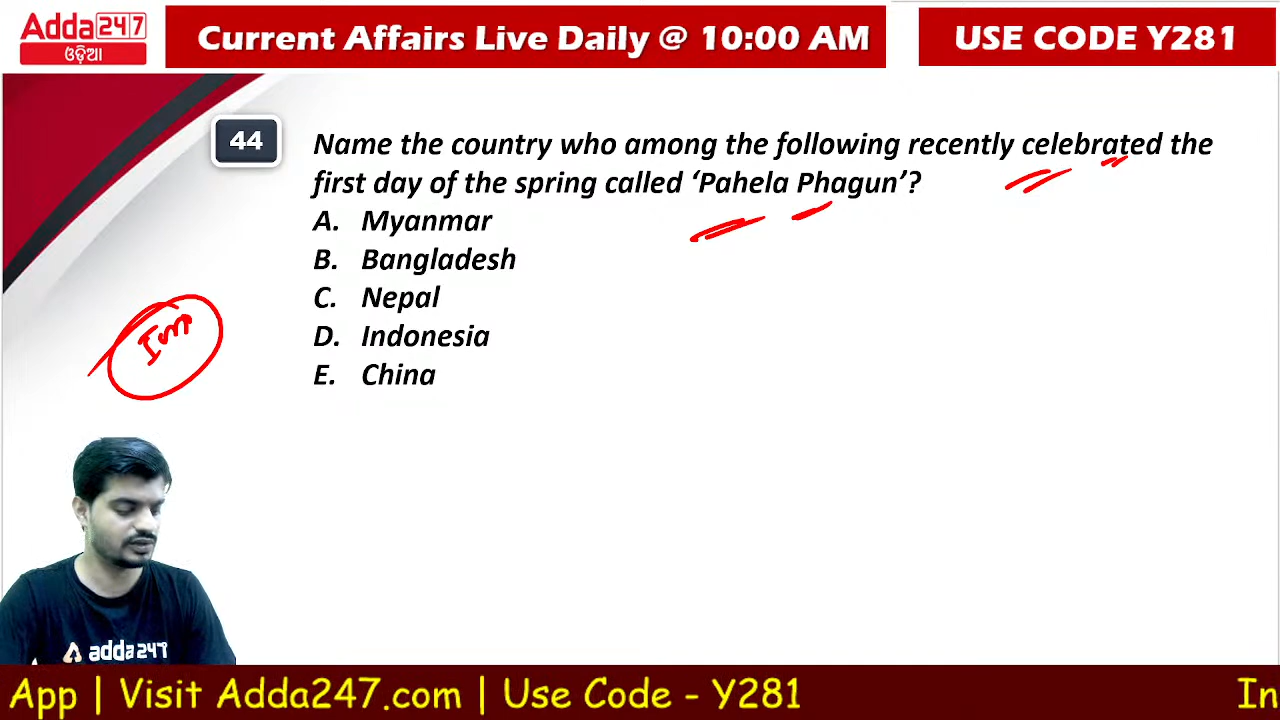 Adda247
ଓଡ଼ିଆ
Current Affairs Live Daily @ 10:00 AM
USE CODE Y281
44
Name the country who among the following recently celebrated the
first day of the spring called ‘Pahela Phagun’?
A. Myanmar
B. Bangladesh
C. Nepal
D. Indonesia
E. China
Imp
adda247
App | Visit Adda247.com | Use Code - Y281
In